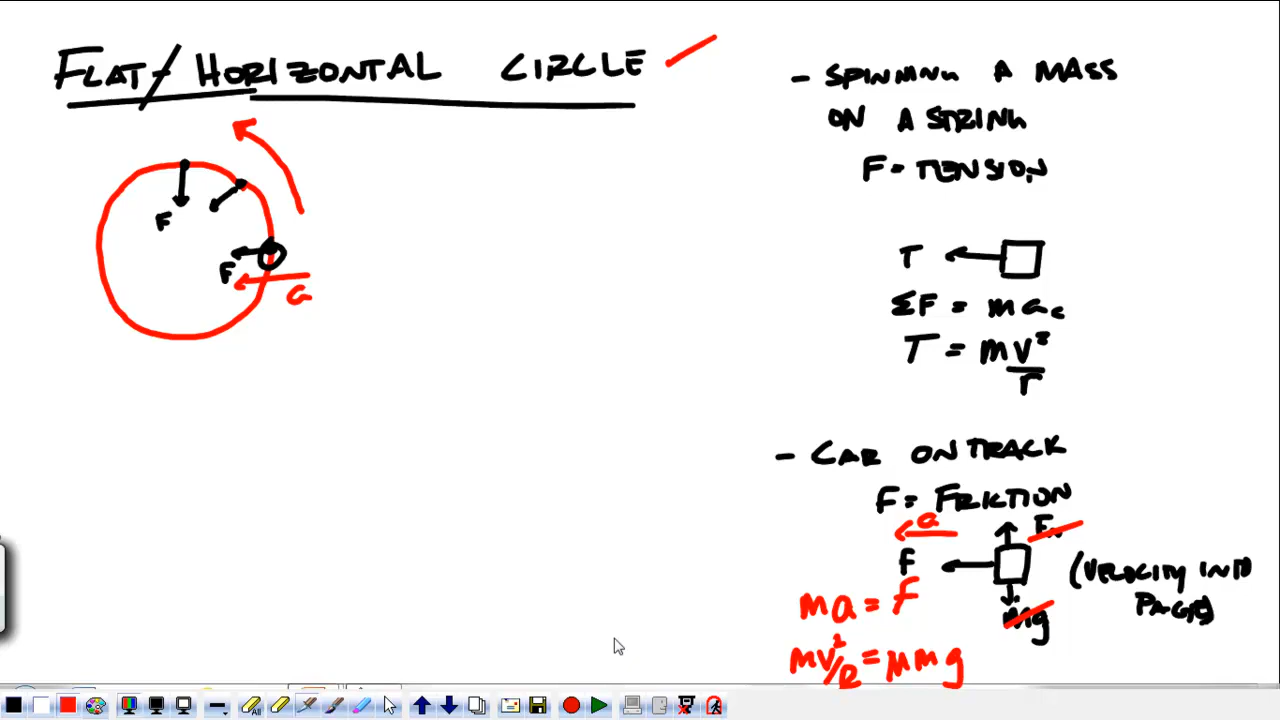 FLAT/HORIZONTAL CIRCLE
F
F
a
- SPINNING A MASS
ON A STRING
F = TENSION
T
ΣF = mac
T = mv²/r
- CAR ON TRACK
F = FRICTION
a
FN
F
(VELOCITY INTO
PAGE)
mg
ma = f
mv²/R = μmg
All